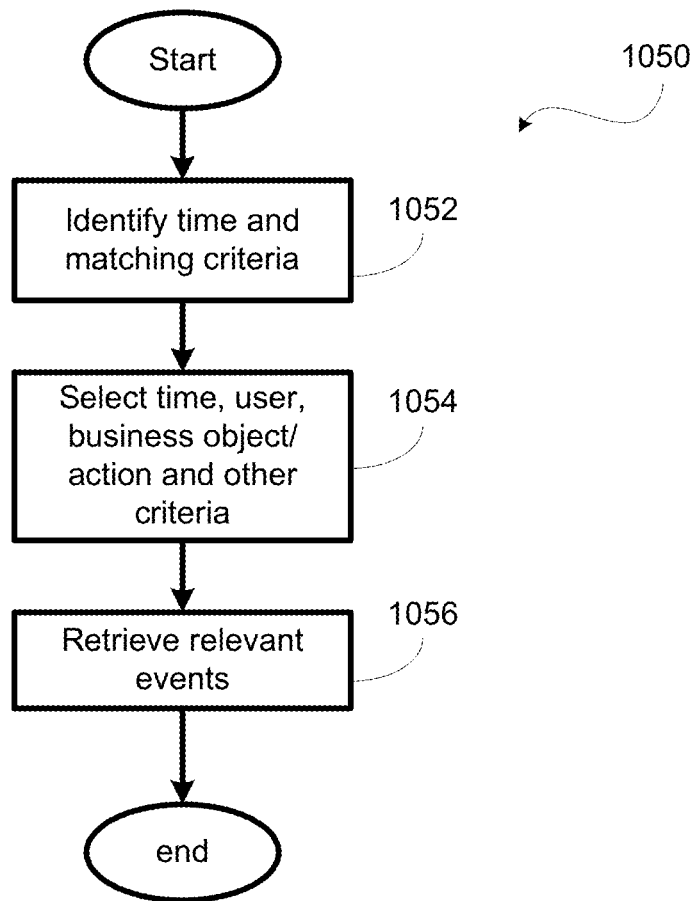 Start
1050
Identify time and
matching criteria
1052
Select time, user,
business object/
action and other
criteria
1054
Retrieve relevant
events
1056
end